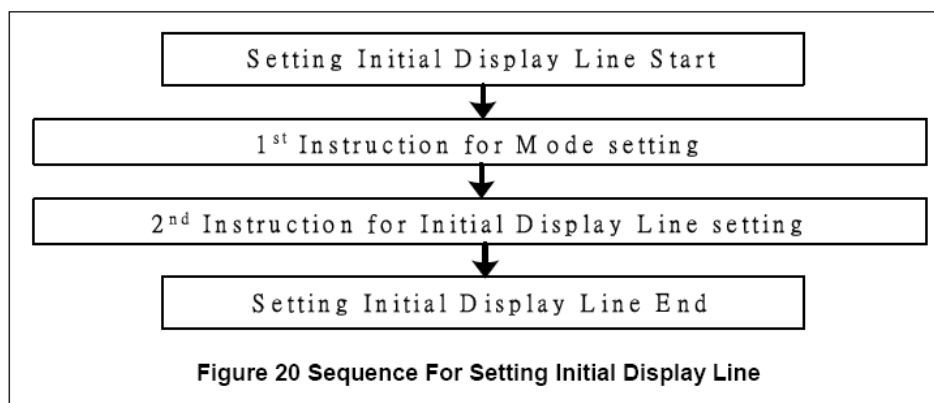 Setting Initial Display Line Start
1st Instruction for Mode setting
2nd Instruction for Initial Display Line setting
Setting Initial Display Line End
Figure 20 Sequence For Setting Initial Display Line